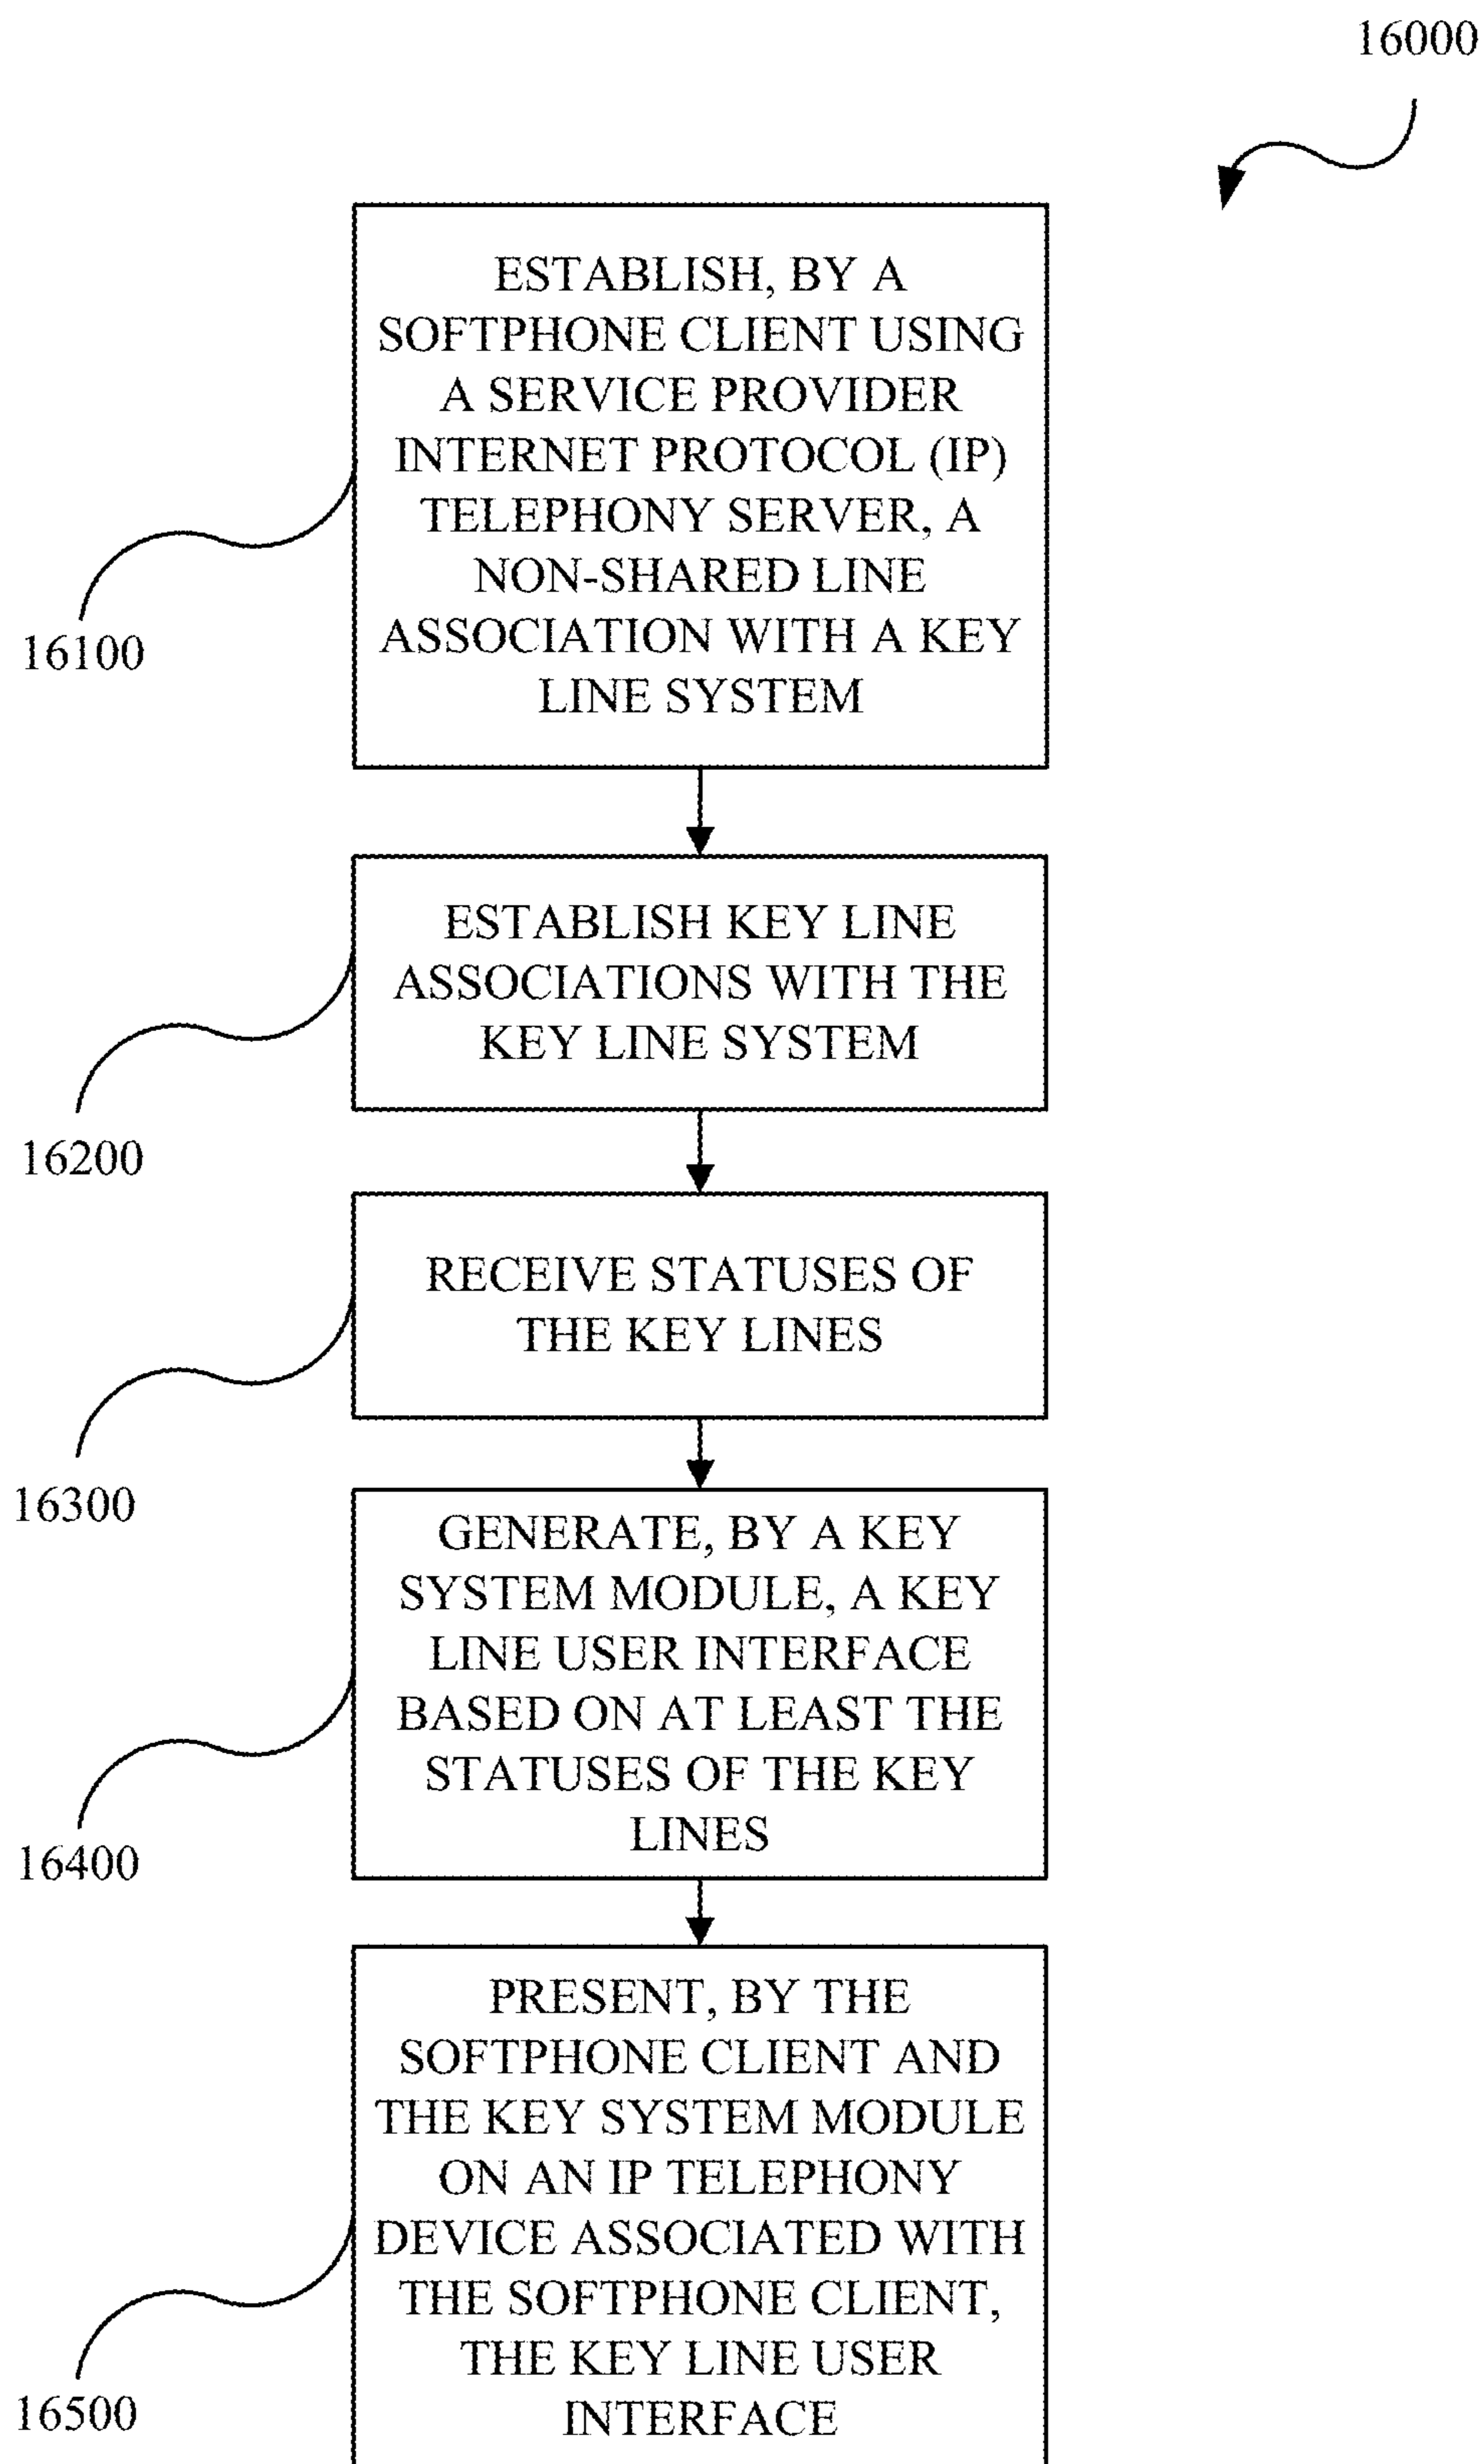 16000
ESTABLISH, BY A
SOFTPHONE CLIENT USING
A SERVICE PROVIDER
INTERNET PROTOCOL (IP)
TELEPHONY SERVER, A
NON-SHARED LINE
ASSOCIATION WITH A KEY
LINE SYSTEM
16100
ESTABLISH KEY LINE
ASSOCIATIONS WITH THE
KEY LINE SYSTEM
16200
RECEIVE STATUSES OF
THE KEY LINES
16300
GENERATE, BY A KEY
SYSTEM MODULE, A KEY
LINE USER INTERFACE
BASED ON AT LEAST THE
STATUSES OF THE KEY
LINES
16400
PRESENT, BY THE
SOFTPHONE CLIENT AND
THE KEY SYSTEM MODULE
ON AN IP TELEPHONY
DEVICE ASSOCIATED WITH
THE SOFTPHONE CLIENT,
THE KEY LINE USER
INTERFACE
16500